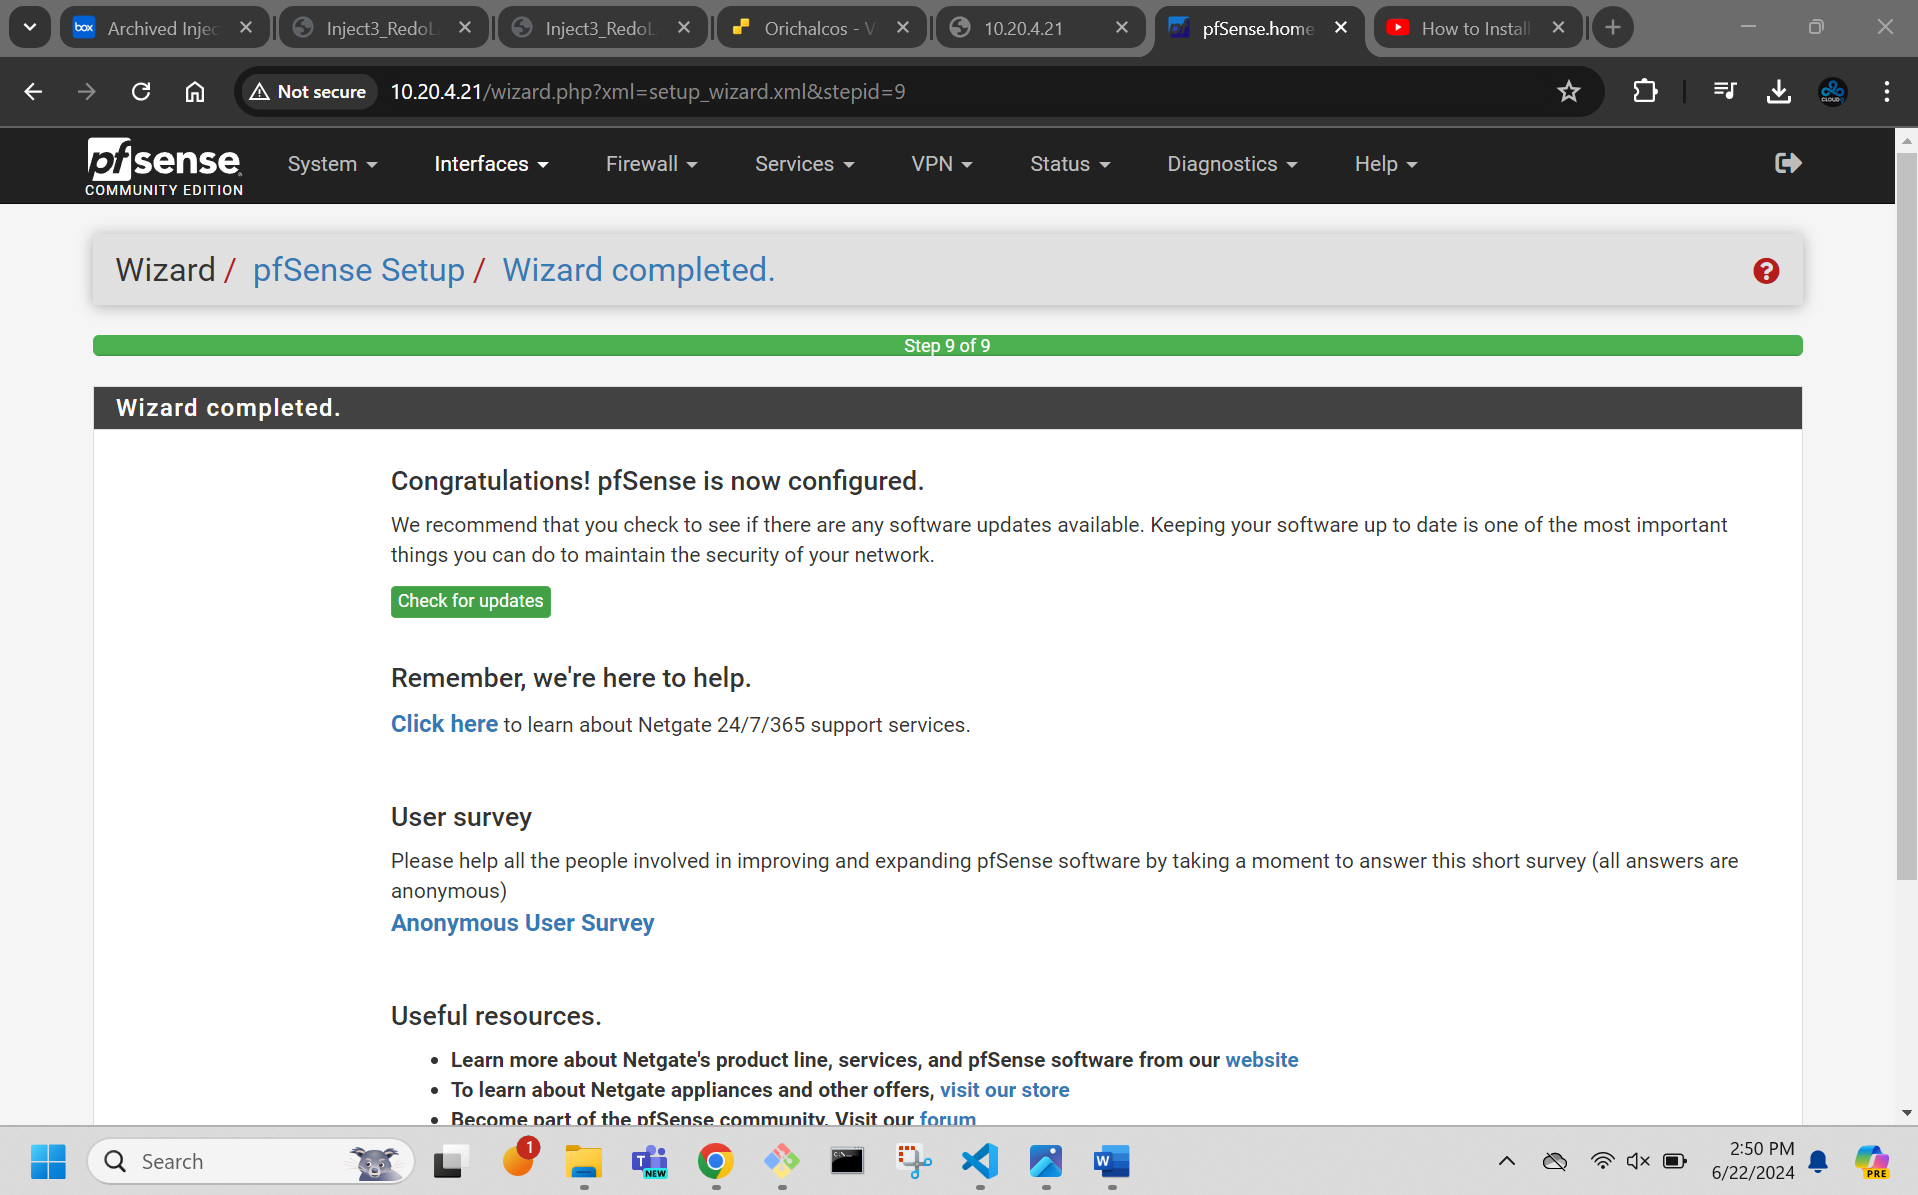 Archived Injec
Inject3_RedoL
Inject3_RedoL
Orichalcos - V
10.20.4.21
pfSense.home
How to Install
Not secure
10.20.4.21/wizard.php?xml=setup_wizard.xml&stepid=9
pfsense
COMMUNITY EDITION
System
Interfaces
Firewall
Services
VPN
Status
Diagnostics
Help
Wizard / pfSense Setup / Wizard completed.
Step 9 of 9
Wizard completed.
Congratulations! pfSense is now configured.
We recommend that you check to see if there are any software updates available. Keeping your software up to date is one of the most important
things you can do to maintain the security of your network.
Check for updates
Remember, we're here to help.
Click here to learn about Netgate 24/7/365 support services.
User survey
Please help all the people involved in improving and expanding pfSense software by taking a moment to answer this short survey (all answers are
anonymous)
Anonymous User Survey
Useful resources.
Learn more about Netgate's product line, services, and pfSense software from our website
To learn about Netgate appliances and other offers, visit our store
Become part of the pfSense community. Visit our forum
Search
1
NEW
2:50 PM
6/22/2024
PRE